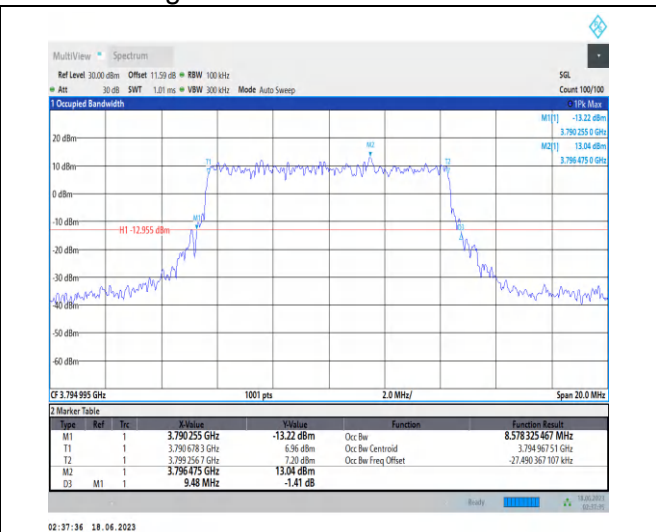 MultiView Spectrum
Ref Level 30.00 dBm Offset 11.59 dB RBW 100 kHz SGL
Att 30 dB SWT 1.01 ms VBW 300 kHz Mode Auto Sweep Count 100/100
1 Occupied Bandwidth 1Pk Max
M1[1] -13.22 dBm
3.790 255 0 GHz
M2[1] 13.04 dBm
3.796 475 0 GHz
20 dBm
M2
T1 T2
10 dBm
0 dBm
-10 dBm
M1
H1 -12.955 dBm
D3
-20 dBm
-30 dBm
-40 dBm
-50 dBm
-60 dBm
CF 3.794 995 GHz 1001 pts 2.0 MHz/ Span 20.0 MHz
2 Marker Table
Type Ref Trc X-Value Y-Value Function Function Result
M1 1 3.790 255 GHz -13.22 dBm Occ Bw 8.578 325 467 MHz
T1 1 3.790 678 3 GHz 6.96 dBm Occ Bw Centroid 3.794 967 51 GHz
T2 1 3.799 256 7 GHz 7.20 dBm Occ Bw Freq Offset -27.490 367 107 kHz
M2 1 3.796 475 GHz 13.04 dBm
D3 M1 1 9.48 MHz -1.41 dB
Ready 18.06.2023
02:37:36 18.06.2023